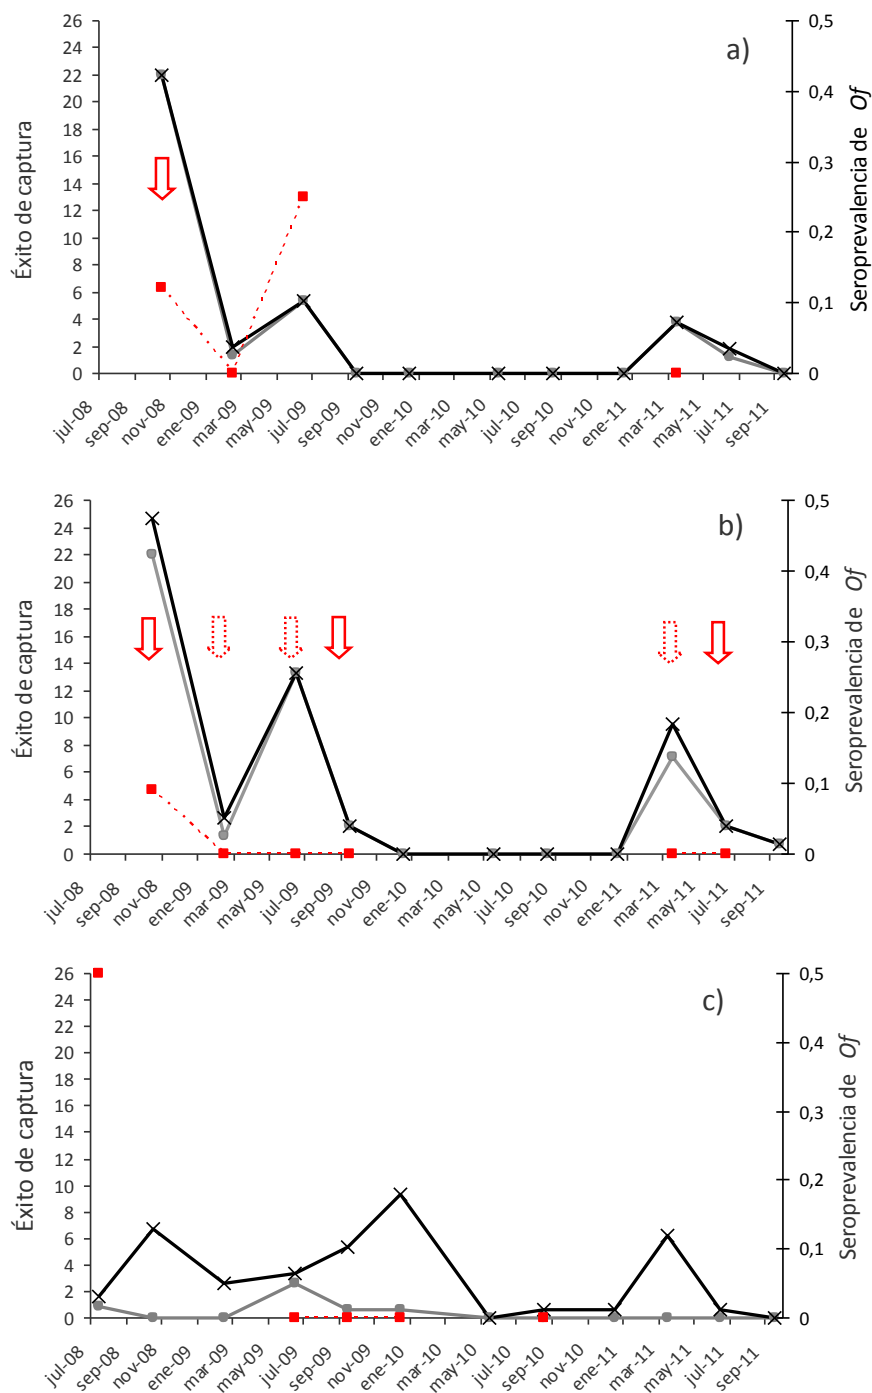 a)
Éxito de captura
26
24
22
20
18
16
14
12
10
8
6
4
2
0
0,5
0,4
0,3
0,2
0,1
0
Seroprevalencia de Of
jul-08
sep-08
nov-08
ene-09
mar-09
may-09
jul-09
sep-09
nov-09
ene-10
mar-10
may-10
jul-10
sep-10
nov-10
ene-11
mar-11
may-11
jul-11
sep-11
b)
Éxito de captura
26
24
22
20
18
16
14
12
10
8
6
4
2
0
0,5
0,4
0,3
0,2
0,1
0
Seroprevalencia de Of
jul-08
sep-08
nov-08
ene-09
mar-09
may-09
jul-09
sep-09
nov-09
ene-10
mar-10
may-10
jul-10
sep-10
nov-10
ene-11
mar-11
may-11
jul-11
sep-11
c)
Éxito de captura
26
24
22
20
18
16
14
12
10
8
6
4
2
0
0,5
0,4
0,3
0,2
0,1
0
Seroprevalencia de Of
jul-08
sep-08
nov-08
ene-09
mar-09
may-09
jul-09
sep-09
nov-09
ene-10
mar-10
may-10
jul-10
sep-10
nov-10
ene-11
mar-11
may-11
jul-11
sep-11